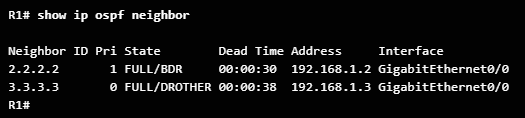 R1# show ip ospf neighbor

Neighbor ID Pri State        Dead Time Address     Interface
2.2.2.2       1 FULL/BDR     00:00:30  192.168.1.2 GigabitEthernet0/0
3.3.3.3       0 FULL/DROTHER 00:00:38  192.168.1.3 GigabitEthernet0/0
R1#